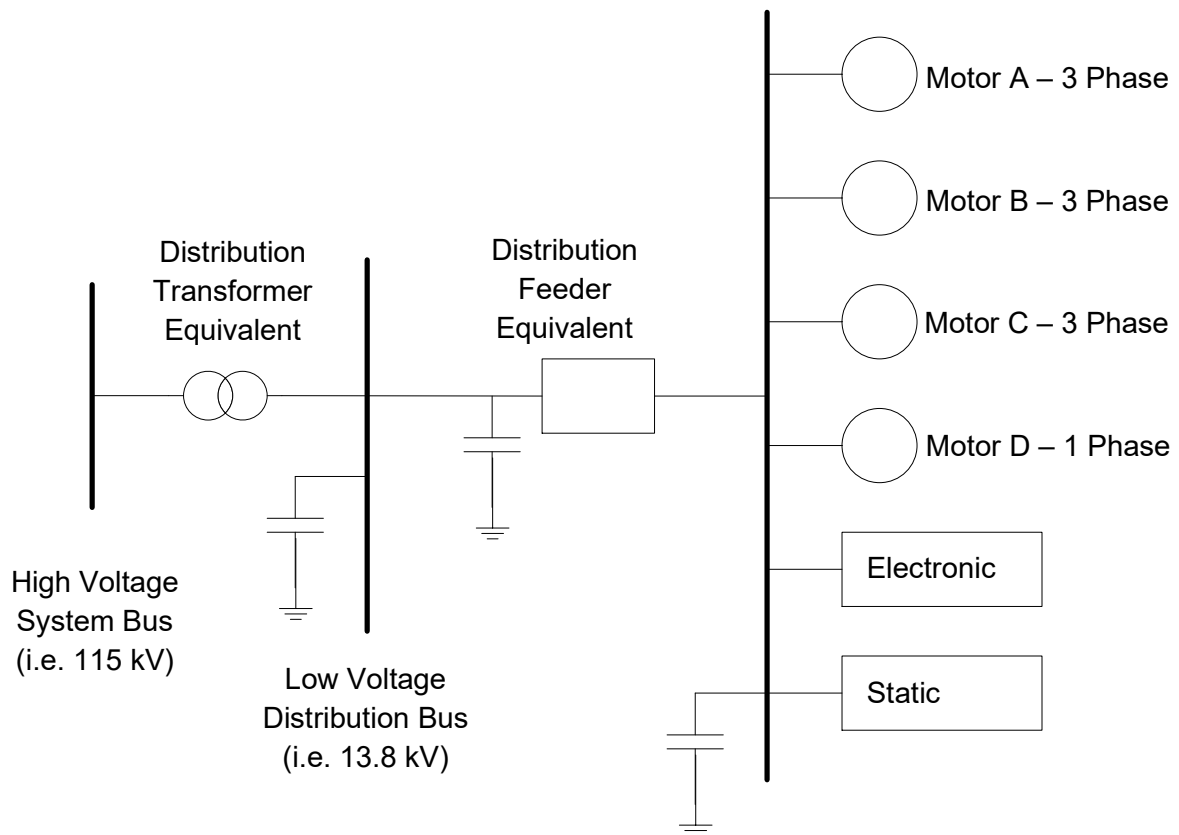 Motor A – 3 Phase
Motor B – 3 Phase
Distribution
Transformer
Equivalent
Distribution
Feeder
Equivalent
Motor C – 3 Phase
Motor D – 1 Phase
Electronic
High Voltage
System Bus
(i.e. 115 kV)
Low Voltage
Distribution Bus
(i.e. 13.8 kV)
Static